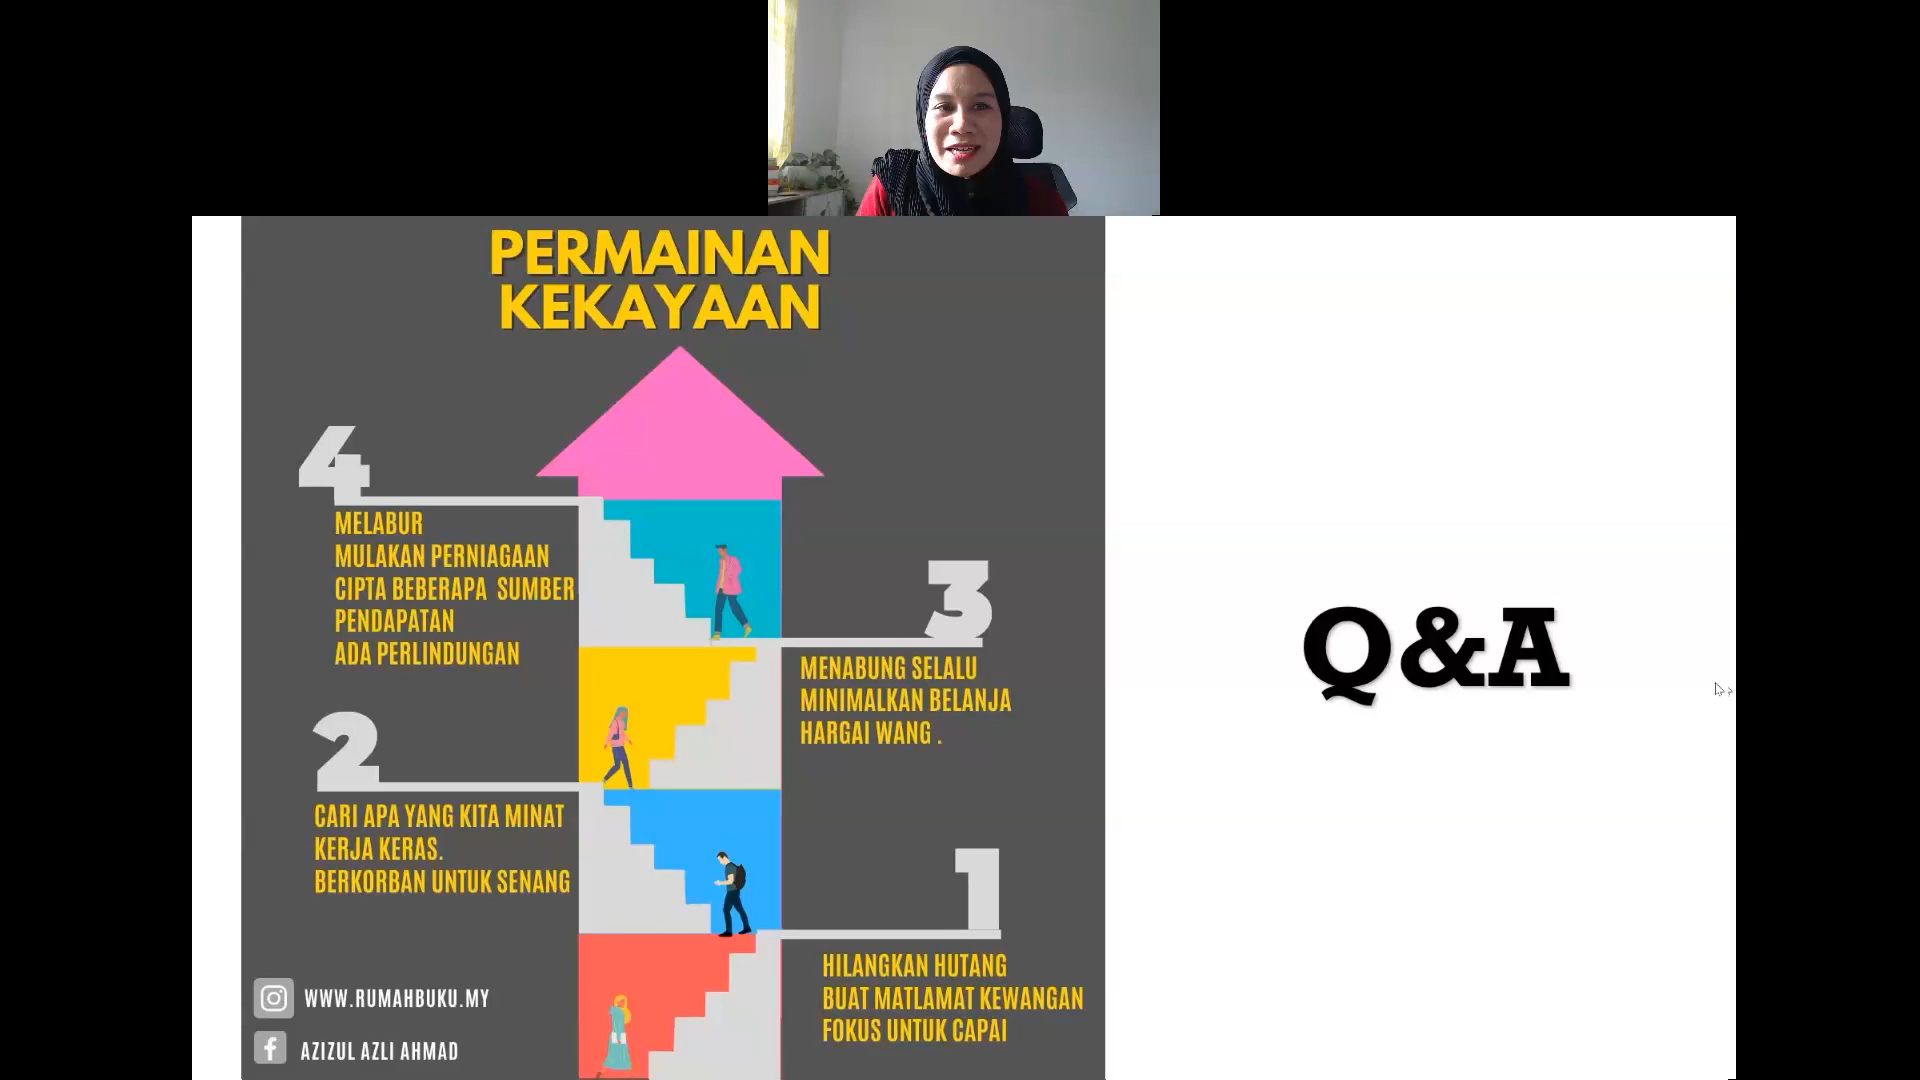 PERMAINAN
KEKAYAAN
4
MELABUR
MULAKAN PERNIAGAAN
CIPTA BEBERAPA SUMBER
PENDAPATAN
ADA PERLINDUNGAN
3
MENABUNG SELALU
MINIMALKAN BELANJA
HARGAI WANG .
2
CARI APA YANG KITA MINAT
KERJA KERAS.
BERKORBAN UNTUK SENANG
1
HILANGKAN HUTANG
BUAT MATLAMAT KEWANGAN
FOKUS UNTUK CAPAI
WWW.RUMAHBUKU.MY
AZIZUL AZLI AHMAD
Q&A